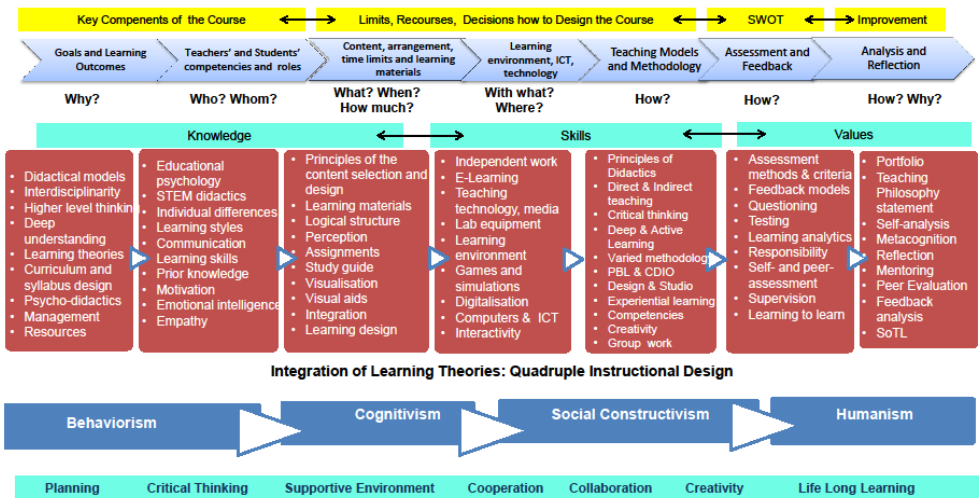 Key Compenents of the Course
Limits, Recourses, Decisions how to Design the Course
SWOT
Improvement
Goals and Learning
Outcomes
Teachers' and Students'
competencies and roles
Content, arrangement,
time limits and learning
materials
Learning
environment, ICT,
technology
Teaching Models
and Methodology
Assessment and
Feedback
Analysis and
Reflection
Why?
Who? Whom?
What? When?
How much?
With what?
Where?
How?
How?
How? Why?
Knowledge
Skills
Values
• Didactical models
• Interdisciplinarity
• Higher level thinking
• Deep
understanding
• Learning theories
• Curriculum and
syllabus design
• Psycho-didactics
• Management
• Resources
• Educational
psychology
• STEM didactics
• Individual differences
• Learning styles
• Communication
• Learning skills
• Prior knowledge
• Motivation
• Emotional intelligence
• Empathy
• Principles of the
content selection and
design
• Learning materials
• Logical structure
• Perception
• Assignments
• Study guide
• Visualisation
• Visual aids
• Integration
• Learning design
• Independent work
• E-Learning
• Teaching
technology, media
• Lab equipment
• Learning
environment
• Games and
simulations
• Digitalisation
• Computers & ICT
• Interactivity
• Principles of
Didactics
• Direct & Indirect
teaching
• Critical thinking
• Deep & Active
Learning
• Varied methodology
• PBL & CDIO
• Design & Studio
• Experiential learning
• Competencies
• Creativity
• Group work
• Assessment
methods & criteria
• Feedback models
• Questioning
• Testing
• Learning analytics
• Responsibility
• Self- and peer-
assessment
• Supervision
• Learning to learn
• Portfolio
• Teaching
Philosophy
statement
• Self-analysis
• Metacognition
• Reflection
• Mentoring
• Peer Evaluation
• Feedback
analysis
• SoTL
Integration of Learning Theories: Quadruple Instructional Design
Behaviorism
Cognitivism
Social Constructivism
Humanism
Planning
Critical Thinking
Supportive Environment
Cooperation
Collaboration
Creativity
Life Long Learning